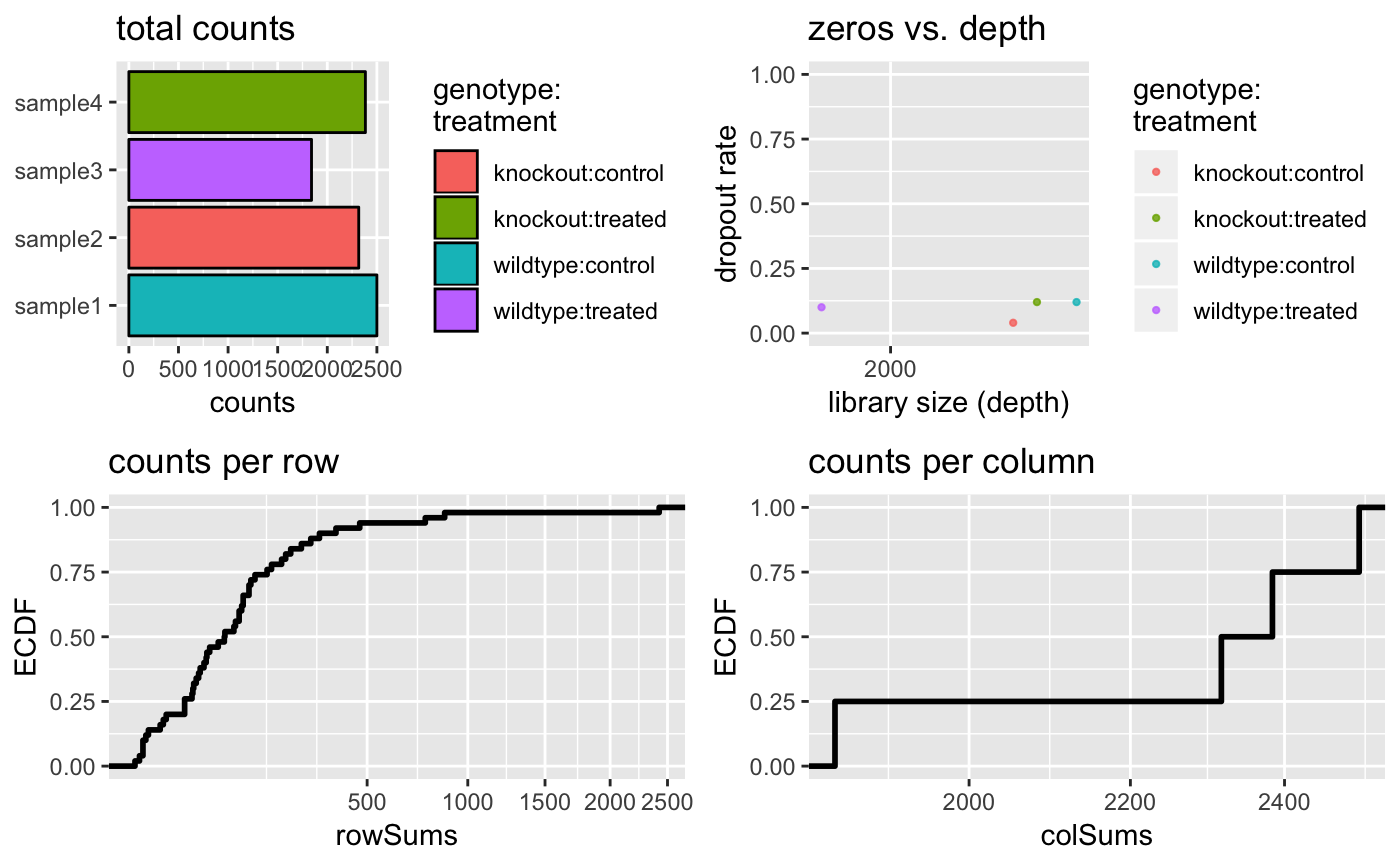 total counts
sample4
sample3
sample2
sample1
0 500 1000 1500 2000 2500
counts
genotype:
treatment
knockout:control
knockout:treated
wildtype:control
wildtype:treated
zeros vs. depth
1.00
0.75
0.50
0.25
0.00
dropout rate
2000
library size (depth)
genotype:
treatment
knockout:control
knockout:treated
wildtype:control
wildtype:treated
counts per row
1.00
0.75
0.50
0.25
0.00
ECDF
500 1000 1500 2000 2500
rowSums
counts per column
1.00
0.75
0.50
0.25
0.00
ECDF
2000 2200 2400
colSums